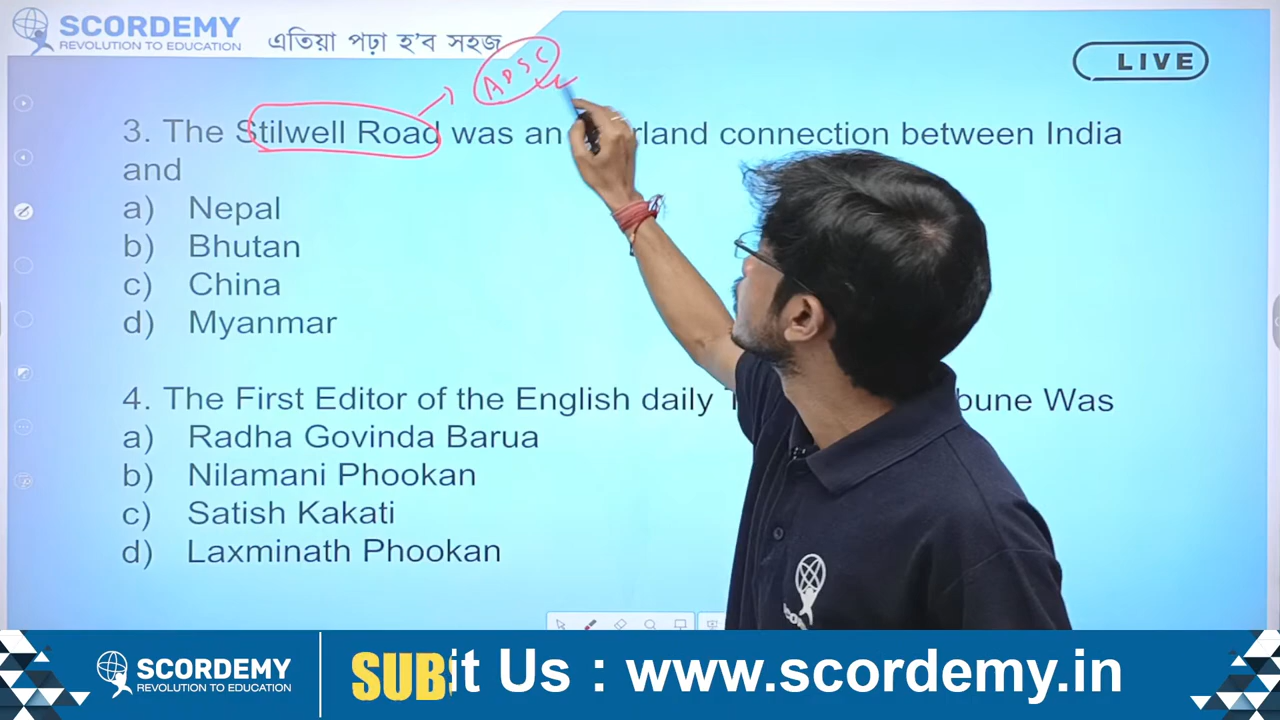 SCORDEMY
REVOLUTION TO EDUCATION
এতিয়া পঢ়া হ’ব সহজ
LIVE
APSC
3. The Stilwell Road was an rland connection between India
and
a) Nepal
b) Bhutan
c) China
d) Myanmar
4. The First Editor of the English daily T bune Was
a) Radha Govinda Barua
b) Nilamani Phookan
c) Satish Kakati
d) Laxminath Phookan
SCORDEMY
REVOLUTION TO EDUCATION
SUB it Us : www.scordemy.in